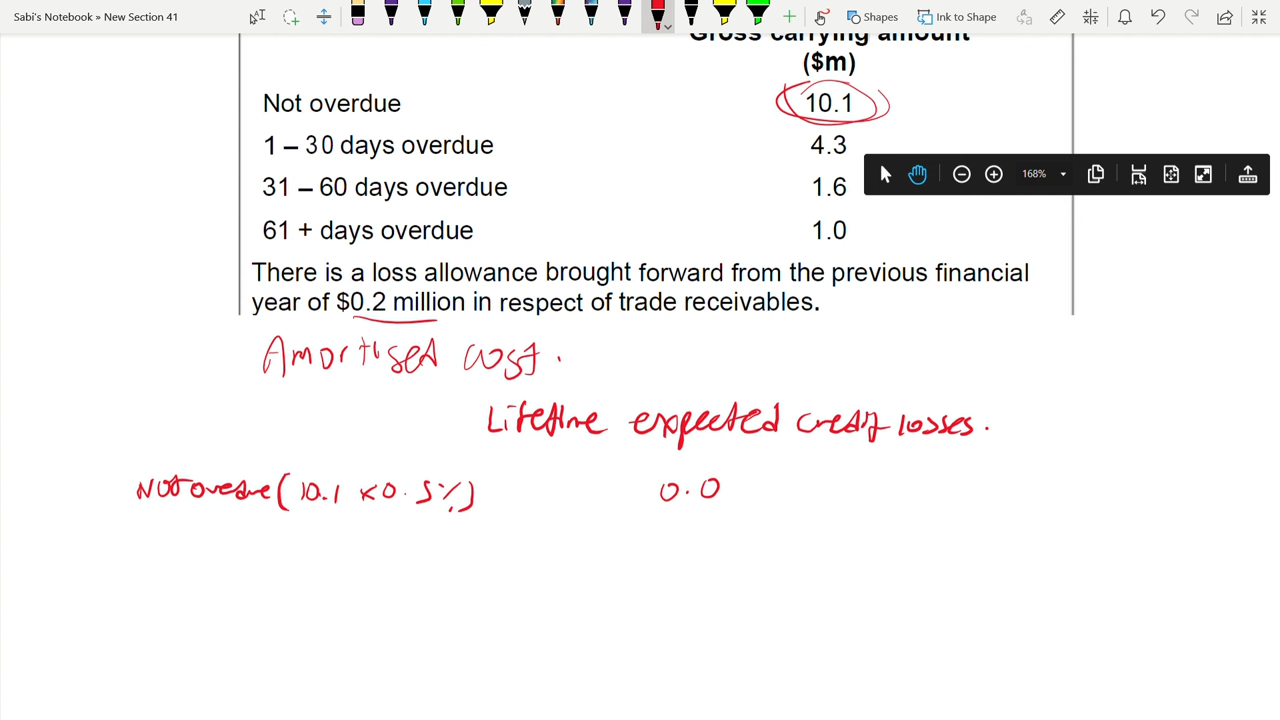 Sabi's Notebook » New Section 41
Shapes
Ink to Shape
Gross carrying amount
($m)
Not overdue 10.1
1 – 30 days overdue 4.3
168%
31 – 60 days overdue 1.6
61 + days overdue 1.0
There is a loss allowance brought forward from the previous financial
year of $0.2 million in respect of trade receivables.
Amortised cost.
Lifetime expected credit losses.
Not overdue (10.1 x 0.5%) 0.0